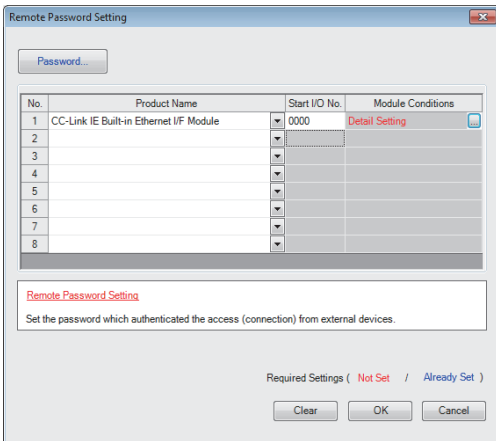 Remote Password Setting
Password...
No. Product Name Start I/O No. Module Conditions
1 CC-Link IE Built-in Ethernet I/F Module 0000 Detail Setting ...
2
3
4
5
6
7
8
Remote Password Setting
Set the password which authenticated the access (connection) from external devices.
Required Settings ( Not Set / Already Set )
Clear OK Cancel